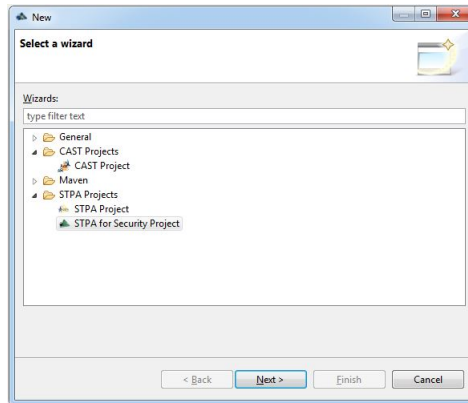 New
Select a wizard
Wizards:
type filter text
General
CAST Projects
CAST Project
Maven
STPA Projects
STPA Project
STPA for Security Project
< Back Next > Finish Cancel